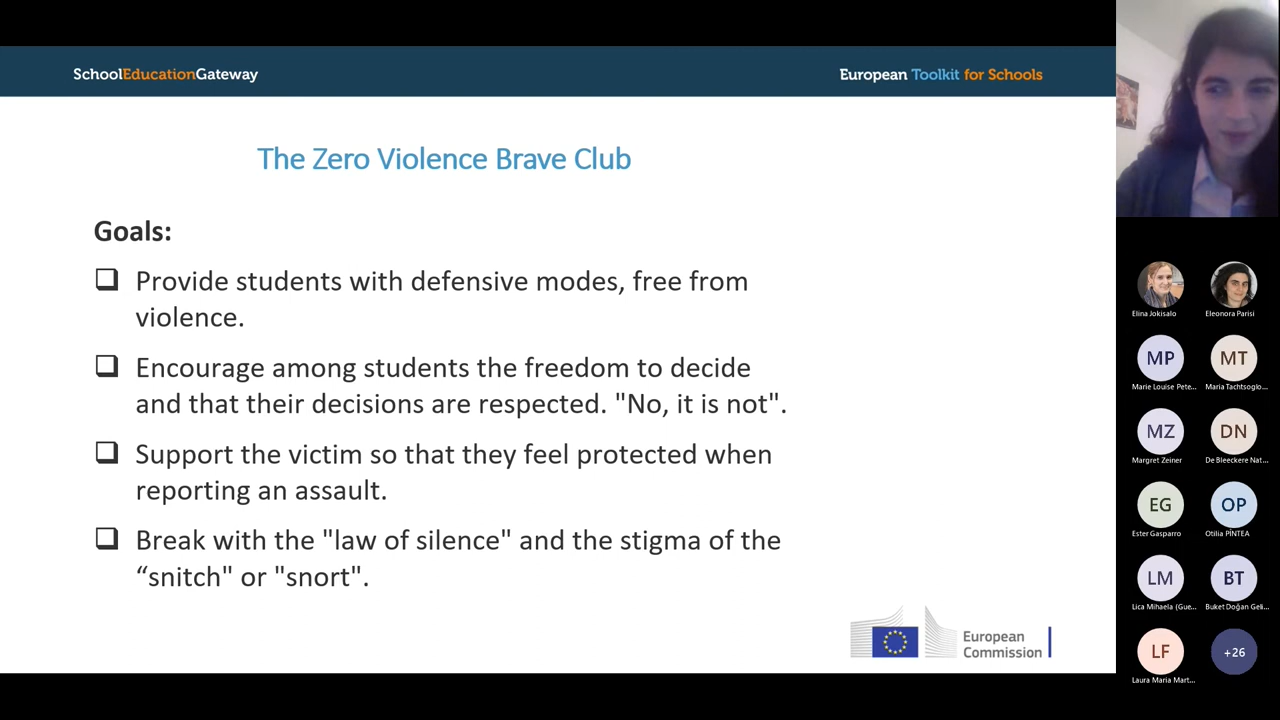 SchoolEducationGateway
European Toolkit for Schools
The Zero Violence Brave Club
Goals:
Provide students with defensive modes, free from
violence.
Encourage among students the freedom to decide
and that their decisions are respected. "No, it is not".
Support the victim so that they feel protected when
reporting an assault.
Break with the "law of silence" and the stigma of the
“snitch" or "snort".
European
Commission
Elina Jokisalo
Eleonora Parisi
MP
MT
Marie Louise Pete...
Maria Tachtsoglo...
MZ
DN
Margret Zeiner
De Bleeckere Nat...
EG
OP
Ester Gasparro
Otilia PÎNTEA
LM
BT
Lica Mihaela (Gue...
Buket Doğan Geli...
LF
+26
Laura Maria Mart...